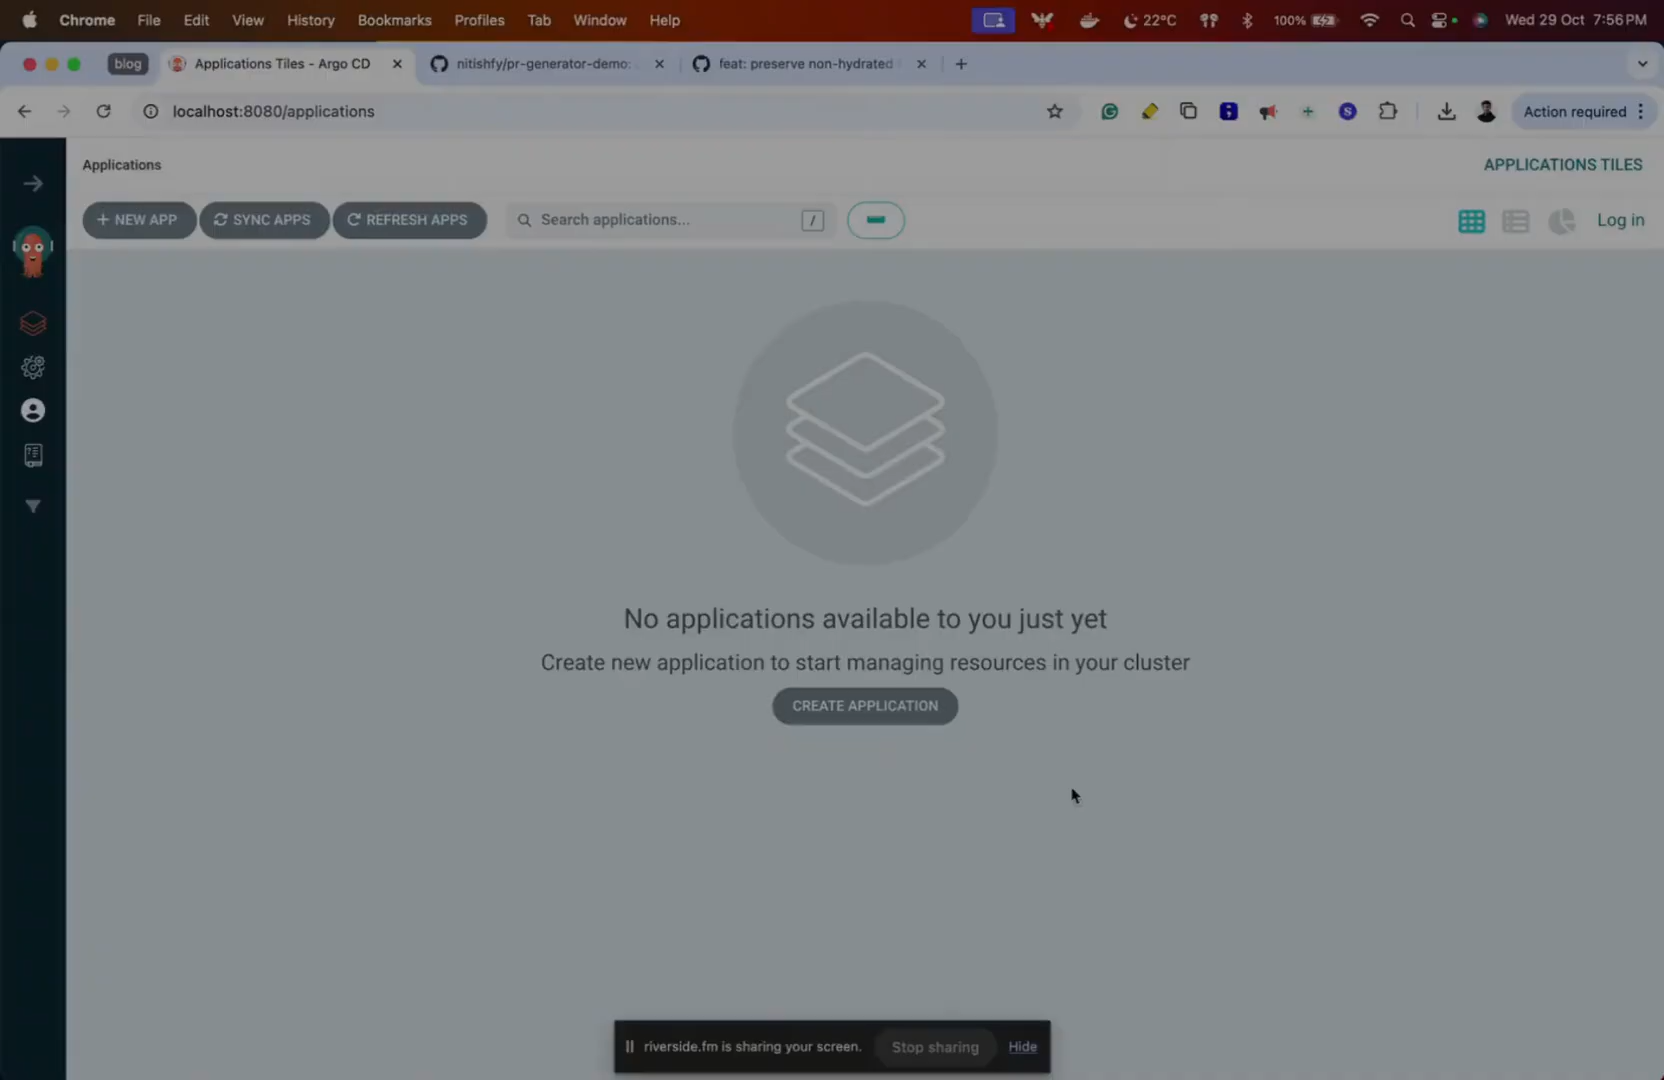 Chrome File Edit View History Bookmarks Profiles Tab Window Help 22°C 100% Wed 29 Oct 7:56 PM
blog Applications Tiles - Argo CD nitishfy/pr-generator-demo: feat: preserve non-hydrated
localhost:8080/applications Action required
Applications APPLICATIONS TILES
+ NEW APP SYNC APPS REFRESH APPS Search applications... / Log in
No applications available to you just yet
Create new application to start managing resources in your cluster
CREATE APPLICATION
riverside.fm is sharing your screen. Stop sharing Hide